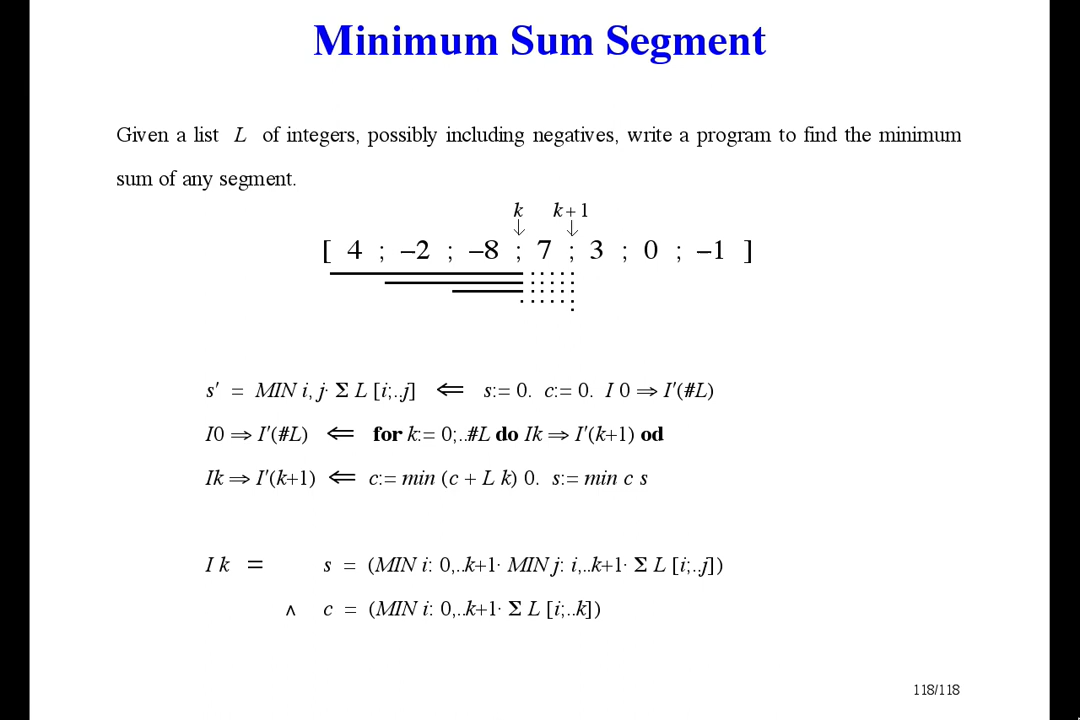 Minimum Sum Segment
Given a list L of integers, possibly including negatives, write a program to find the minimum
sum of any segment.
k k+1
↓ ↓
[ 4 ; –2 ; –8 ; 7 ; 3 ; 0 ; –1 ]
s′ = MIN i, j· Σ L [i;..j] ⇐ s:= 0. c:= 0. I 0 ⇒ I′(#L)
I0 ⇒ I′(#L) ⇐ for k:= 0;..#L do Ik ⇒ I′(k+1) od
Ik ⇒ I′(k+1) ⇐ c:= min (c + L k) 0. s:= min c s
I k = s = (MIN i: 0,..k+1· MIN j: i,..k+1· Σ L [i;..j])
∧ c = (MIN i: 0,..k+1· Σ L [i;..k])
118/118